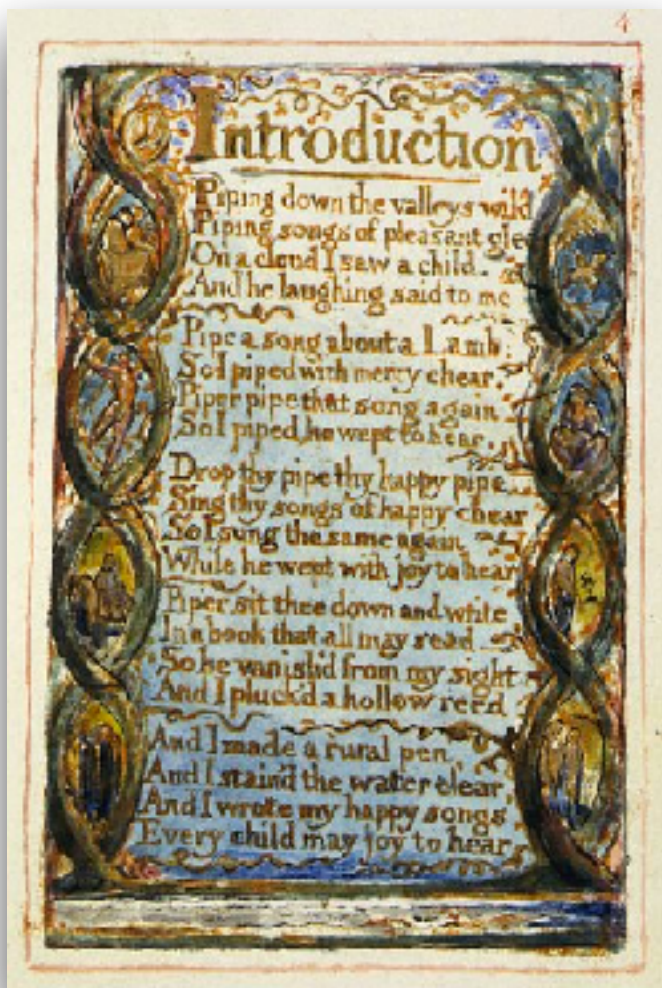 4
Introduction
Piping down the valleys wild
Piping songs of pleasant glee
On a cloud I saw a child.
And he laughing said to me
Pipe a song about a Lamb:
So I piped with merry chear.
Piper pipe that song again
So I piped, he wept to hear.
Drop thy pipe thy happy pipe
Sing thy songs of happy chear
So I sung the same again
While he wept with joy to hear
Piper sit thee down and write
In a book that all may read
So he vanish'd from my sight
And I pluck'd a hollow reed
And I made a rural pen,
And I stain'd the water clear
And I wrote my happy songs
Every child may joy to hear